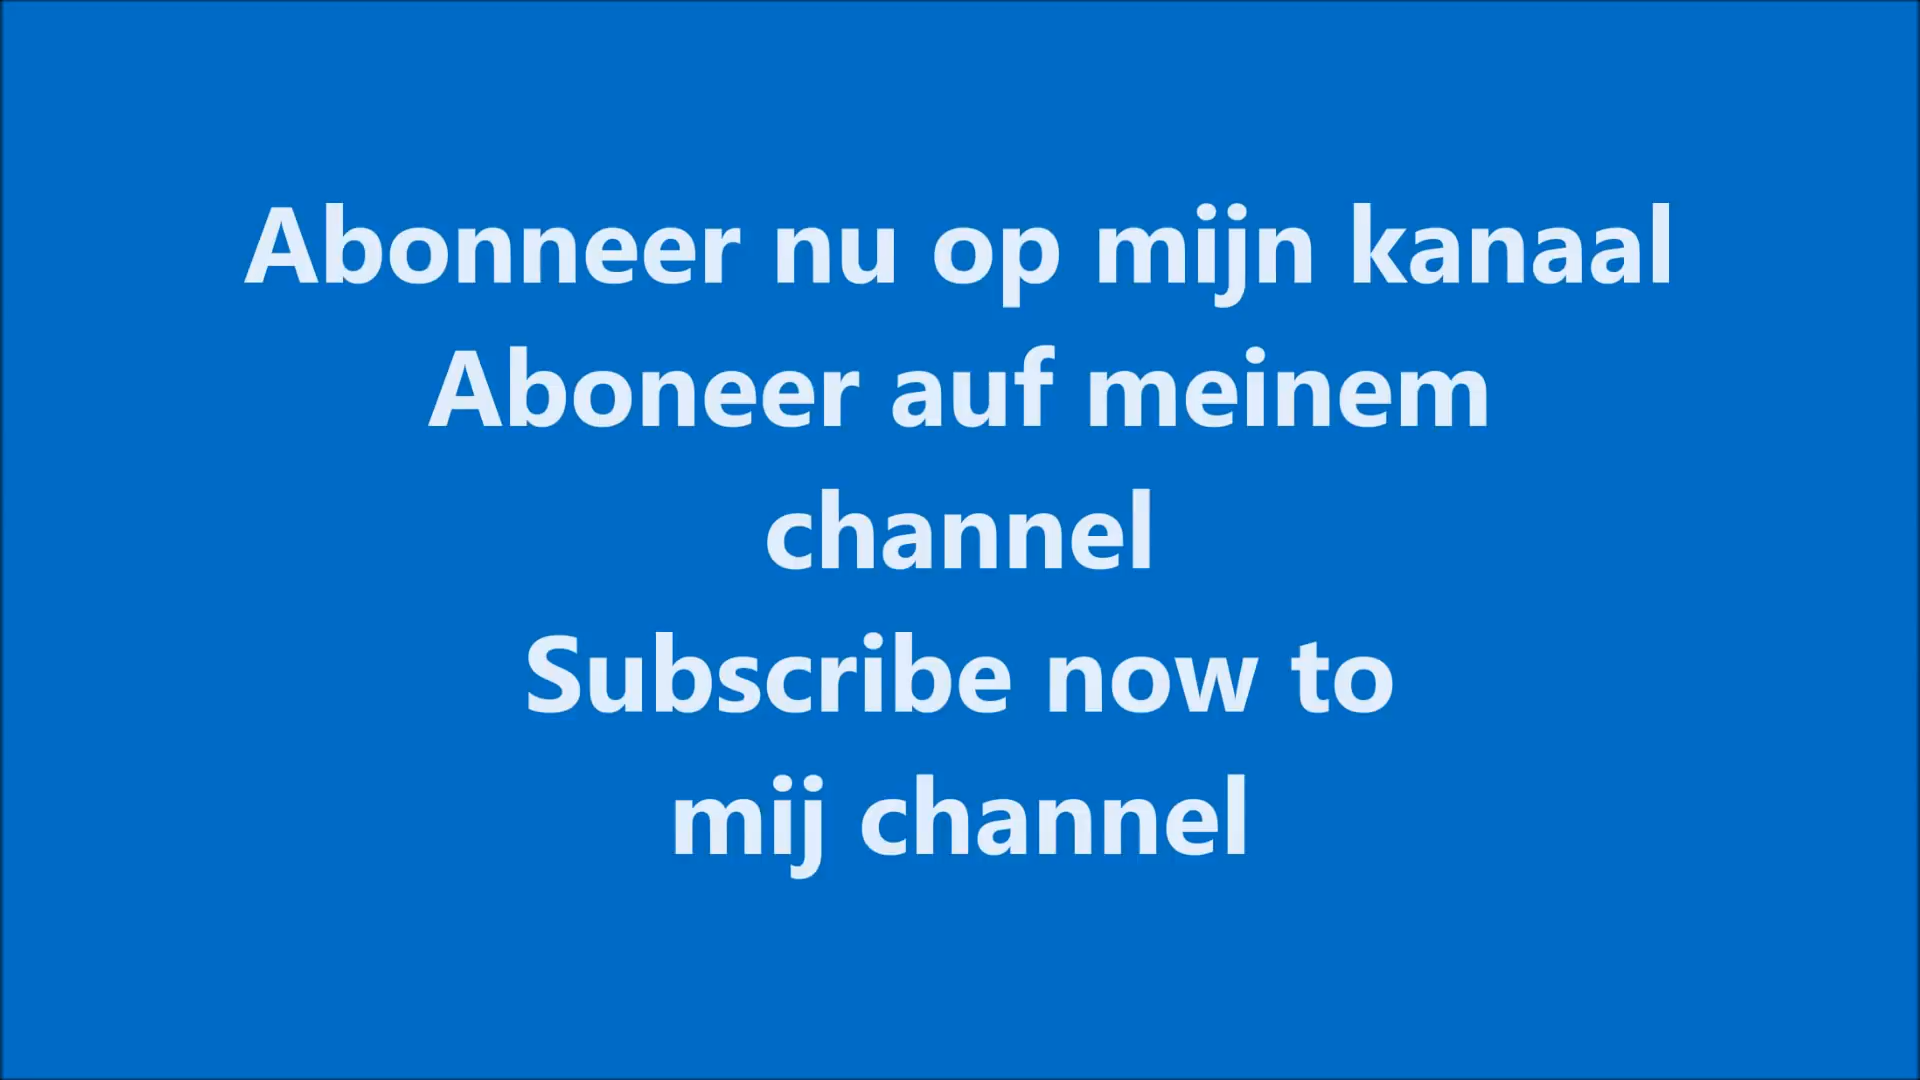 Abonneer nu op mijn kanaal
Aboneer auf meinem
channel
Subscribe now to
mij channel